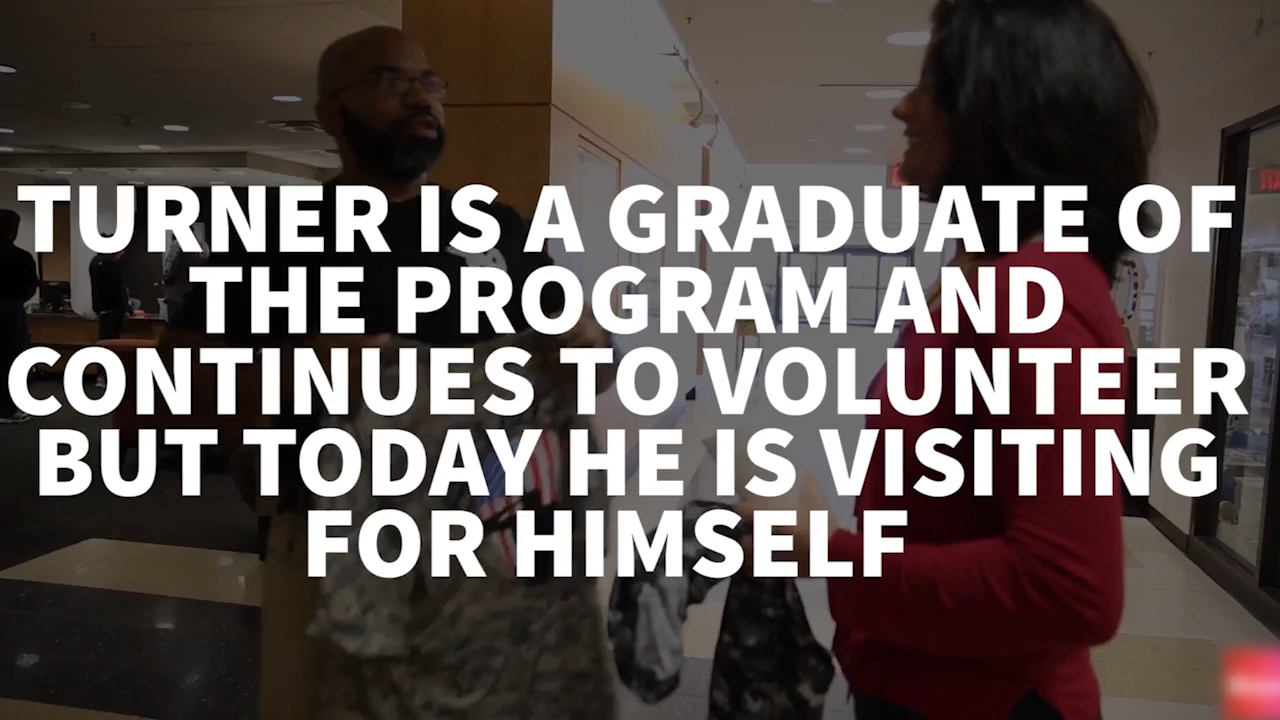 TURNER IS A GRADUATE OF
THE PROGRAM AND
CONTINUES TO VOLUNTEER
BUT TODAY HE IS VISITING
FOR HIMSELF